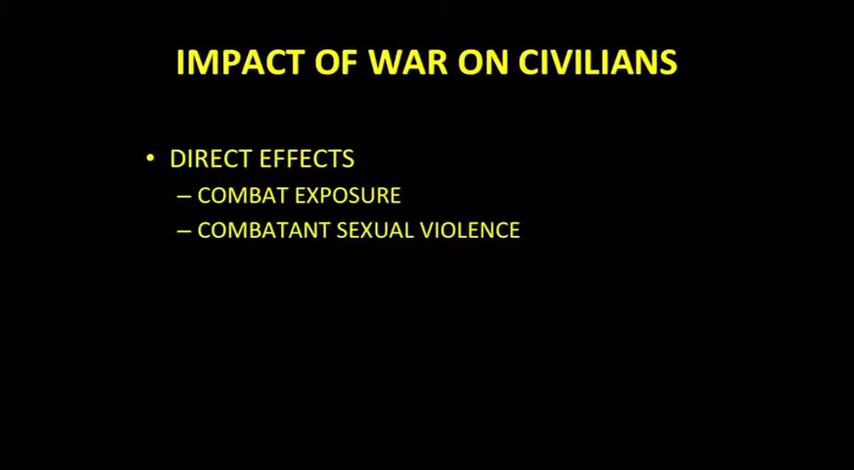 IMPACT OF WAR ON CIVILIANS
• DIRECT EFFECTS
– COMBAT EXPOSURE
– COMBATANT SEXUAL VIOLENCE